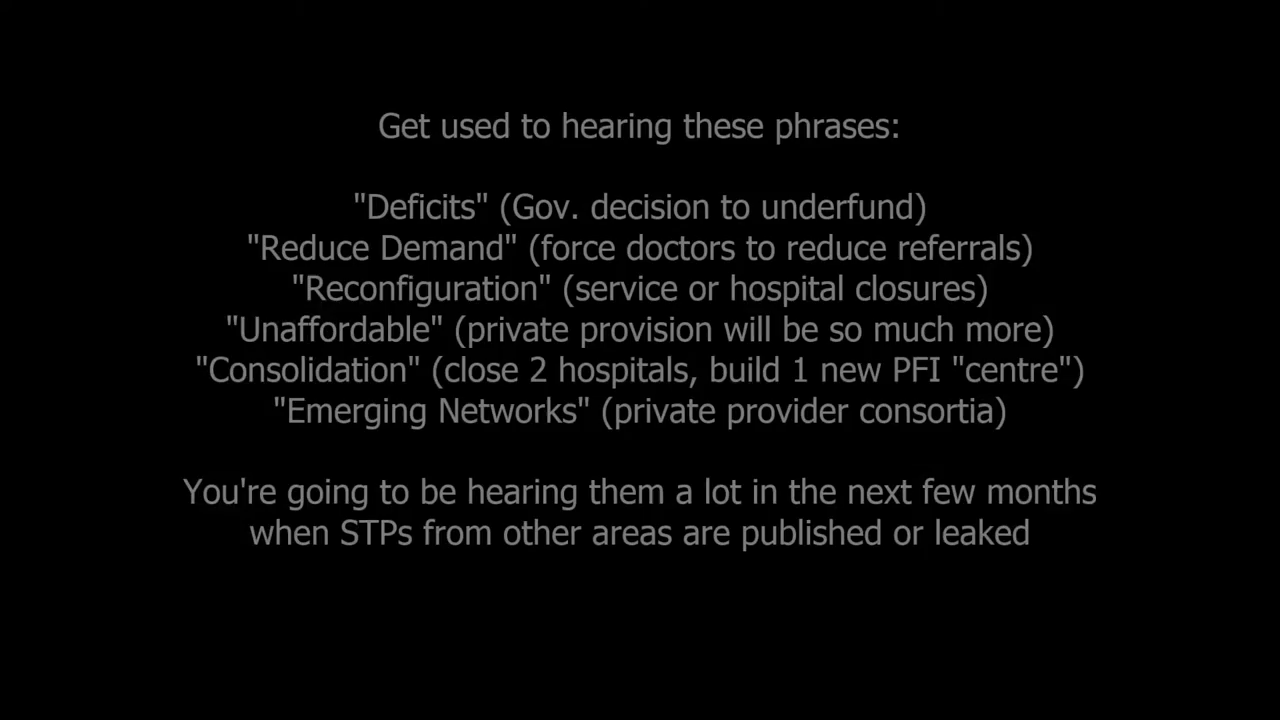 Get used to hearing these phrases:
"Deficits" (Gov. decision to underfund)
"Reduce Demand" (force doctors to reduce referrals)
"Reconfiguration" (service or hospital closures)
"Unaffordable" (private provision will be so much more)
"Consolidation" (close 2 hospitals, build 1 new PFI "centre")
"Emerging Networks" (private provider consortia)
You're going to be hearing them a lot in the next few months
when STPs from other areas are published or leaked